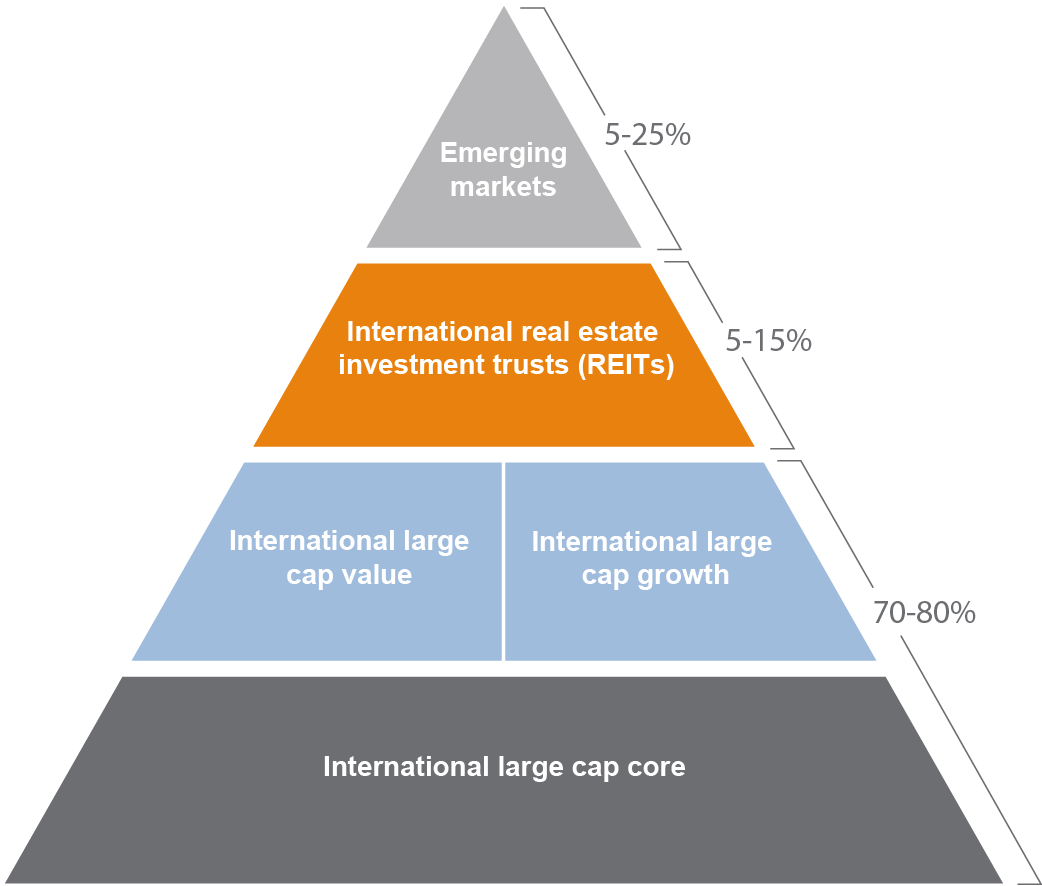 Emerging
markets
5-25%
International real estate
investment trusts (REITs)
5-15%
International large
cap value
International large
cap growth
70-80%
International large cap core